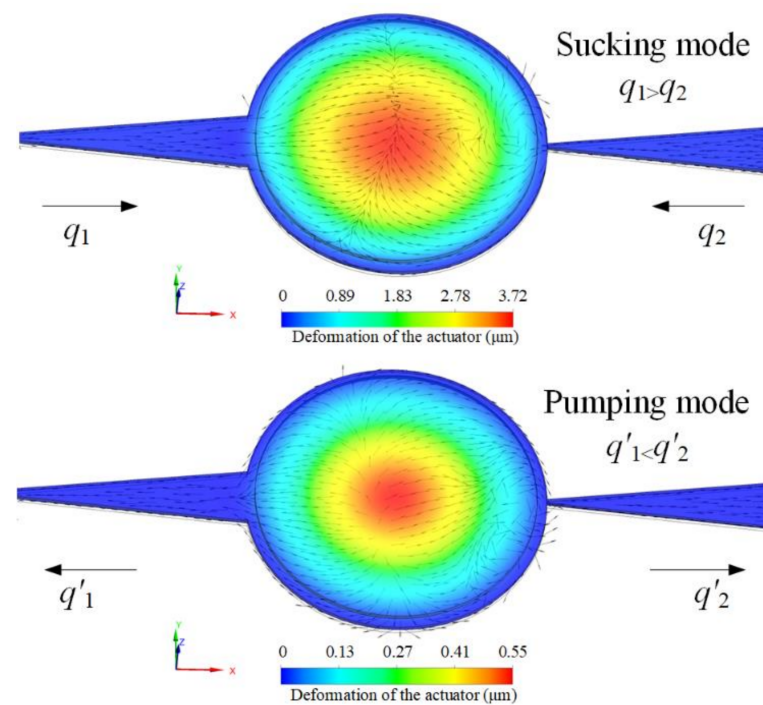 Sucking mode
q₁>q₂
q₁
q₂
Y
Z
X
0 0.89 1.83 2.78 3.72
Deformation of the actuator (μm)
Pumping mode
q'₁<q'₂
q'₁
q'₂
Y
Z
X
0 0.13 0.27 0.41 0.55
Deformation of the actuator (μm)